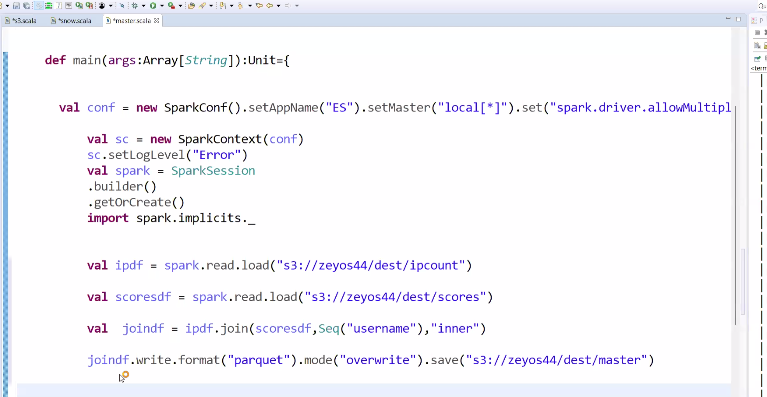 *s3.scala *snow.scala *master.scala
def main(args:Array[String]):Unit={
val conf = new SparkConf().setAppName("ES").setMaster("local[*]").set("spark.driver.allowMultipl
val sc = new SparkContext(conf)
sc.setLogLevel("Error")
val spark = SparkSession
.builder()
.getOrCreate()
import spark.implicits._
val ipdf = spark.read.load("s3://zeyos44/dest/ipcount")
val scoresdf = spark.read.load("s3://zeyos44/dest/scores")
val joindf = ipdf.join(scoresdf,Seq("username"),"inner")
joindf.write.format("parquet").mode("overwrite").save("s3://zeyos44/dest/master")